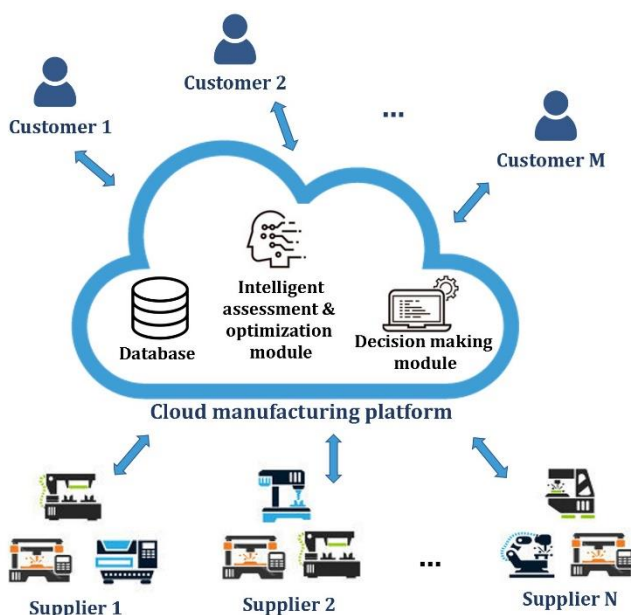 Customer 1
Customer 2
...
Customer M
Database
Intelligent
assessment &
optimization
module
Decision making
module
Cloud manufacturing platform
Supplier 1
Supplier 2
...
Supplier N